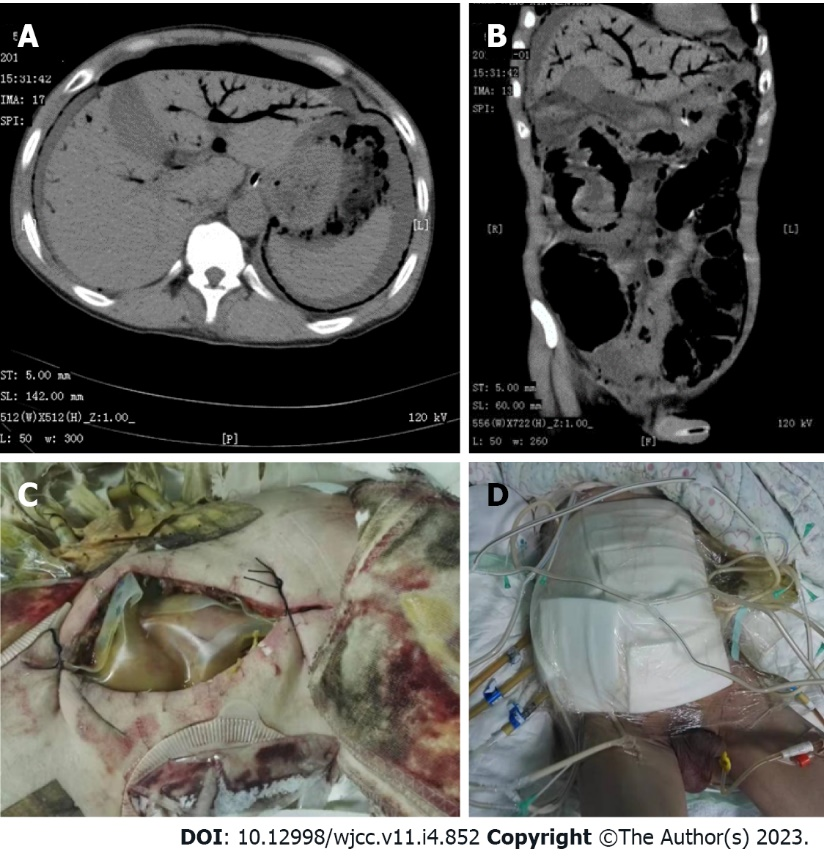 A
201
15:31:42
IMA: 17
SPI:
[L]
ST: 5.00 mm
SL: 142.00 mm
512(W)X512(H)_Z:1.00_
L: 50 w: 300
[P]
120 kV
B
20 -01
15:31:42
IMA: 13
SPI:
[R]
[L]
ST: 5.00 mm
SL: 60.00 mm
556(W)X722(H)_Z:1.00_
L: 50 w: 260
[F]
120 kV
C
D
DOI: 10.12998/wjcc.v11.i4.852 Copyright ©The Author(s) 2023.